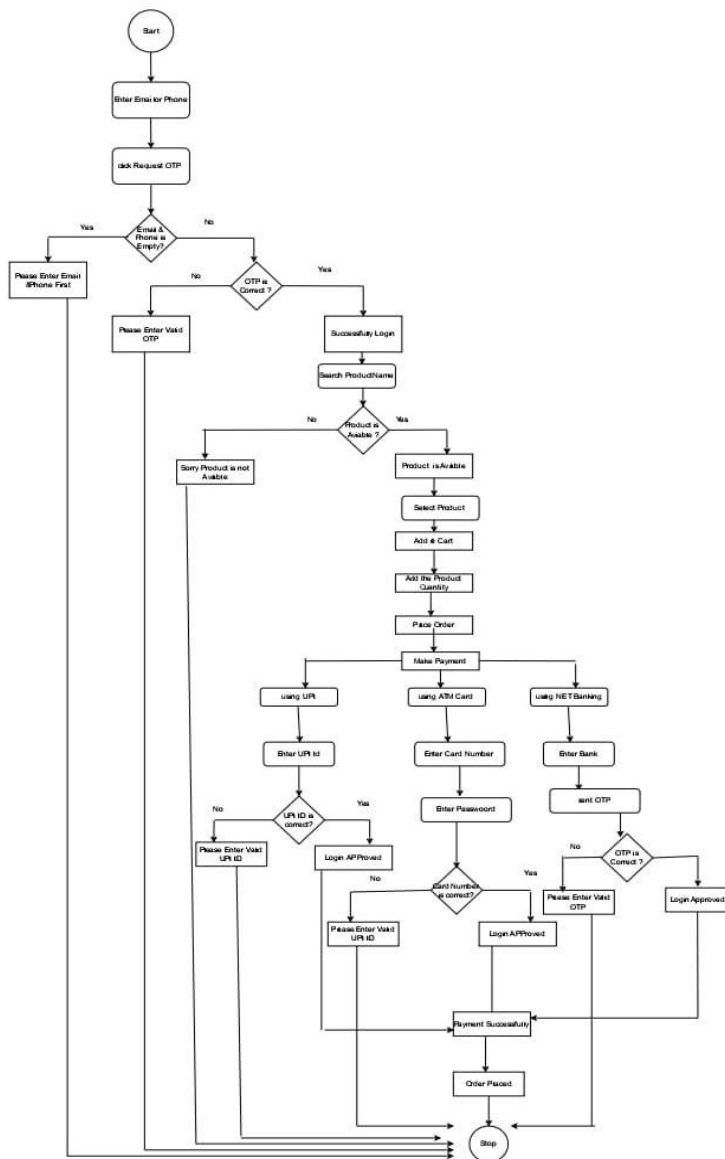 Start
Enter Email or Phone
click Request OTP
Email &
Phone is
Empty?
Yes
No
Please Enter Email
&Phone First
OTP is
Correct ?
No
Yes
Please Enter Valid
OTP
Successfully Login
Search ProductName
Product is
Avaible ?
No
Yes
Sorry Product is not
Avaible
Product is Avaible
Select Product
Add to Cart
Add the Product
Quantity
Place Order
Make Payment
using UPI
using ATM Card
using NET Banking
Enter UPI Id
Enter Card Number
Enter Bank
sent OTP
UPI ID is
correct?
No
Yes
Enter Passwoord
OTP is
Correct ?
No
Please Enter Valid
UPI ID
Login APProved
Card Number
is correct?
No
Yes
Please Enter Valid
OTP
Login Approved
Please Enter Valid
UPI ID
Login APProved
Payment Successfully
Order Placed
Stop